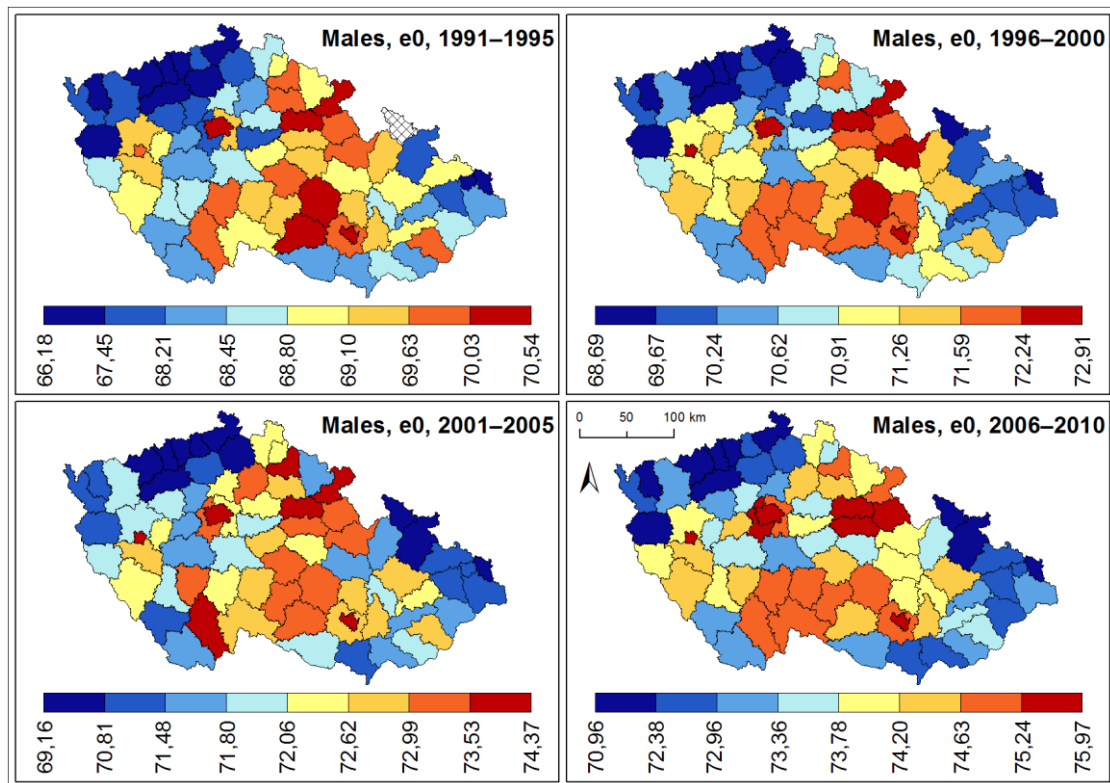 Males, e0, 1991–1995
66,18 67,45 68,21 68,45 68,80 69,10 69,63 70,03 70,54
Males, e0, 1996–2000
68,69 69,67 70,24 70,62 70,91 71,26 71,59 72,24 72,91
Males, e0, 2001–2005
69,16 70,81 71,48 71,80 72,06 72,62 72,99 73,53 74,37
0 50 100 km
Males, e0, 2006–2010
70,96 72,38 72,96 73,36 73,78 74,20 74,63 75,24 75,97